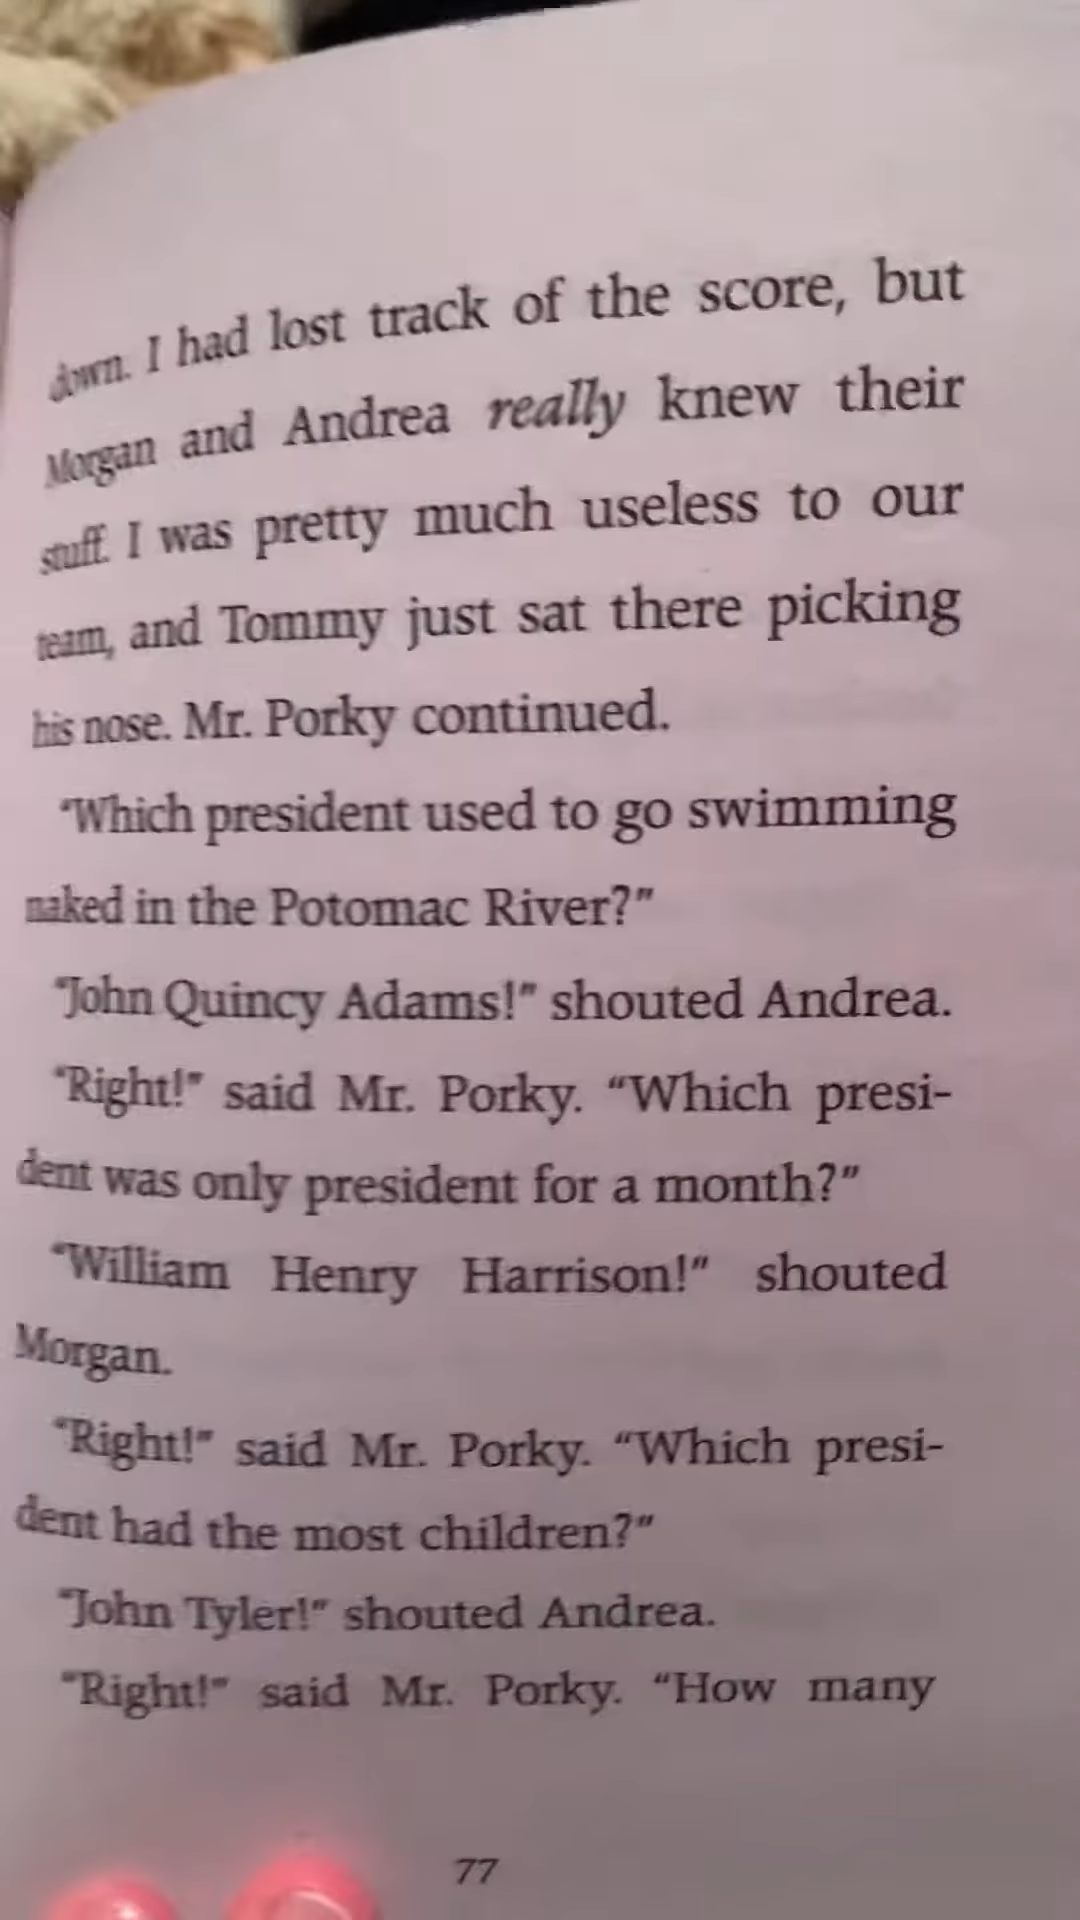 down. I had lost track of the score, but
Morgan and Andrea really knew their
stuff. I was pretty much useless to our
team, and Tommy just sat there picking
his nose. Mr. Porky continued.
"Which president used to go swimming
naked in the Potomac River?"
"John Quincy Adams!" shouted Andrea.
"Right!" said Mr. Porky. "Which presi-
dent was only president for a month?"
"William Henry Harrison!" shouted
Morgan.
"Right!" said Mr. Porky. "Which presi-
dent had the most children?"
"John Tyler!" shouted Andrea.
"Right!" said Mr. Porky. "How many
77